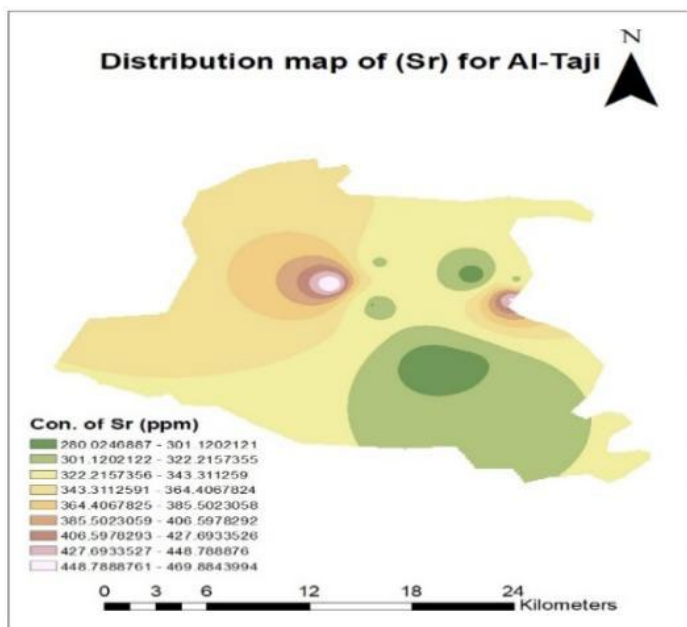 N
Distribution map of (Sr) for Al-Taji
Con. of Sr (ppm)
280.0246887 - 301.1202121
301.1202122 - 322.2157355
322.2157356 - 343.311259
343.3112591 - 364.4067824
364.4067825 - 385.5023058
385.5023059 - 406.5978292
406.5978293 - 427.6933526
427.6933527 - 448.788876
448.7888761 - 469.8843994
0 3 6 12 18 24
Kilometers